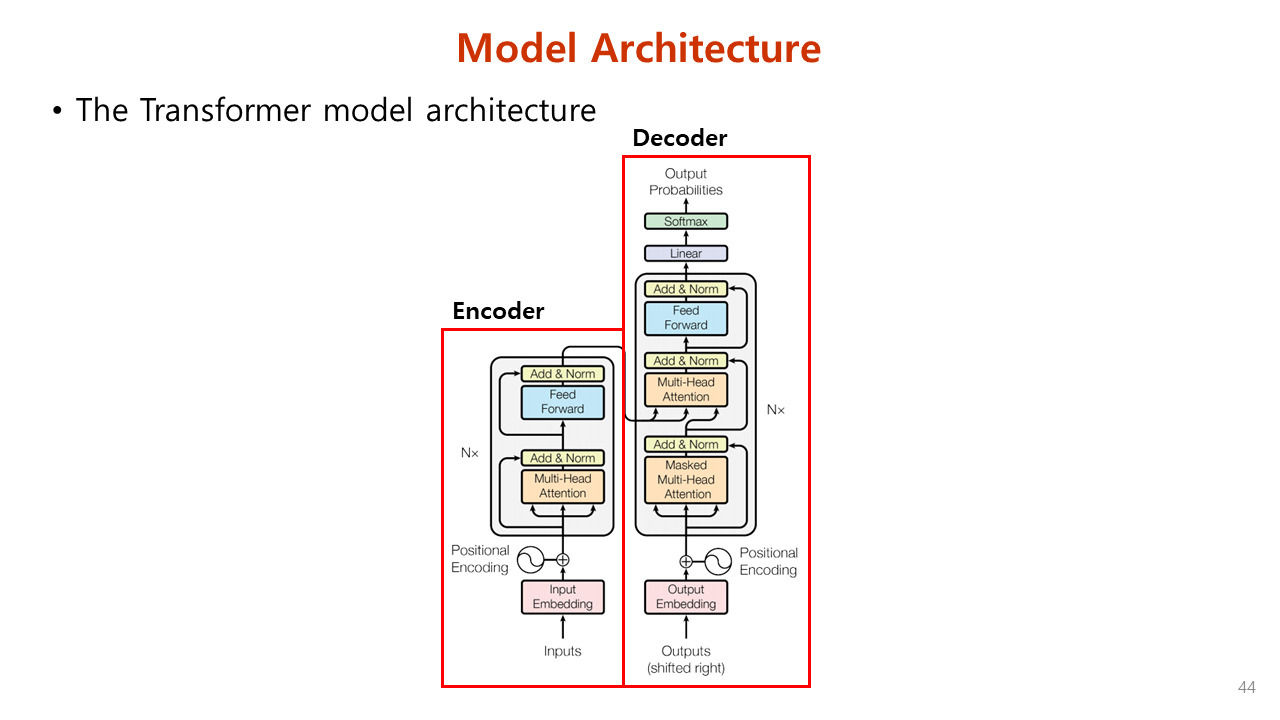 Model Architecture
• The Transformer model architecture
Decoder
Output
Probabilities
Softmax
Linear
Add & Norm
Feed
Forward
Add & Norm
Multi-Head
Attention
N×
Add & Norm
Masked
Multi-Head
Attention
Positional
Encoding
Output
Embedding
Outputs
(shifted right)
Encoder
Add & Norm
Feed
Forward
N×
Add & Norm
Multi-Head
Attention
Positional
Encoding
Input
Embedding
Inputs
44